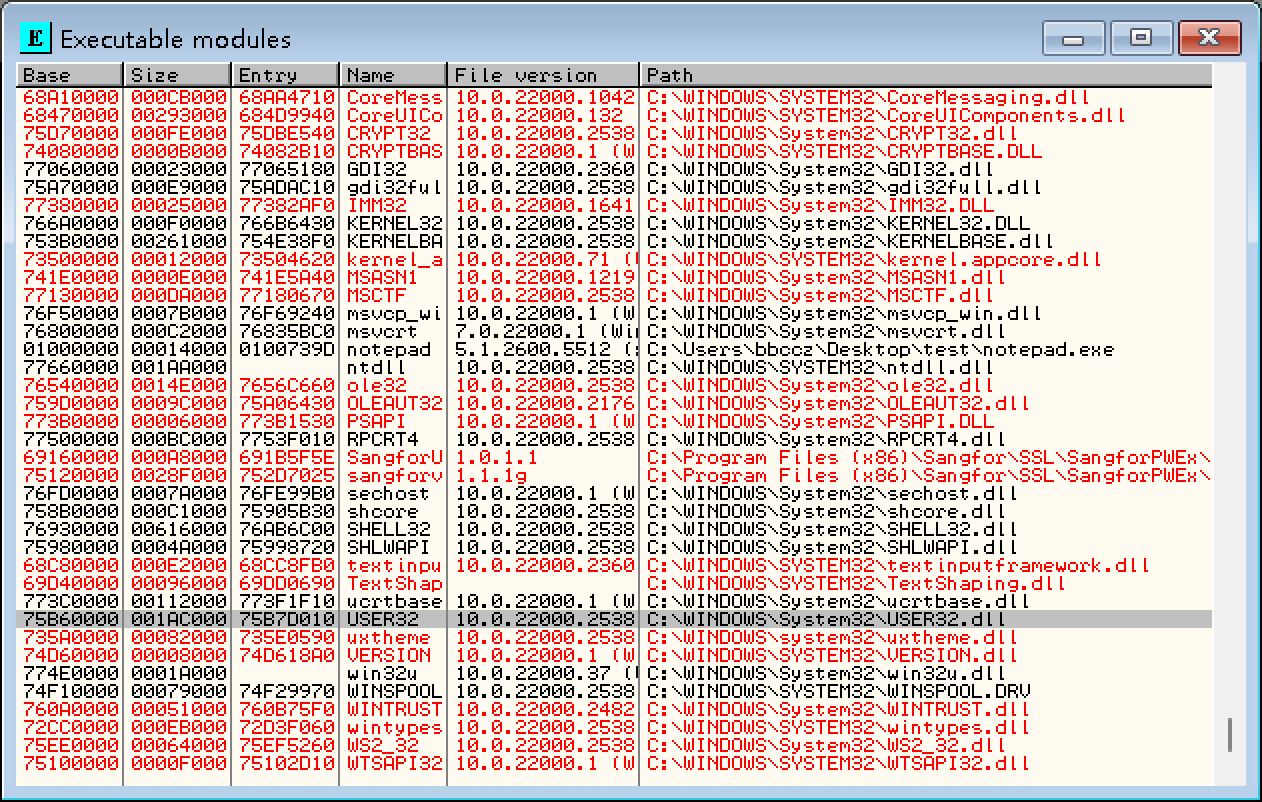 E Executable modules
Base Size Entry Name File version Path
68A10000 000CB000 68AA4710 CoreMess 10.0.22000.1042 C:\WINDOWS\SYSTEM32\CoreMessaging.dll
68470000 00293000 684D9940 CoreUICo 10.0.22000.132 C:\WINDOWS\SYSTEM32\CoreUIComponents.dll
75D70000 000FE000 75DBE540 CRYPT32 10.0.22000.2538 C:\WINDOWS\System32\CRYPT32.dll
74080000 0000B000 74082B10 CRYPTBAS 10.0.22000.1 (W C:\WINDOWS\SYSTEM32\CRYPTBASE.DLL
77060000 00023000 77065180 GDI32 10.0.22000.2360 C:\WINDOWS\System32\GDI32.dll
75A70000 000E9000 75ADAC10 gdi32ful 10.0.22000.2538 C:\WINDOWS\System32\gdi32full.dll
77380000 00025000 77382AF0 IMM32 10.0.22000.1641 C:\WINDOWS\System32\IMM32.DLL
766A0000 000F0000 766B6430 KERNEL32 10.0.22000.2538 C:\WINDOWS\System32\KERNEL32.DLL
753B0000 00261000 754E38F0 KERNELBA 10.0.22000.2538 C:\WINDOWS\System32\KERNELBASE.dll
73500000 00012000 73504620 kernel_a 10.0.22000.71 (W C:\WINDOWS\SYSTEM32\kernel.appcore.dll
741E0000 0000E000 741E5A40 MSASN1 10.0.22000.1219 C:\WINDOWS\SYSTEM32\MSASN1.dll
77130000 000DA000 77180670 MSCTF 10.0.22000.2538 C:\WINDOWS\System32\MSCTF.dll
76F50000 0007B000 76F69240 msvcp_wi 10.0.22000.1 (W C:\WINDOWS\System32\msvcp_win.dll
76800000 000C2000 76835BC0 msvcrt 7.0.22000.1 (Win C:\WINDOWS\System32\msvcrt.dll
01000000 00014000 0100739D notepad 5.1.2600.5512 (x C:\Users\bbccz\Desktop\test\notepad.exe
77660000 001AA000 ntdll 10.0.22000.2538 C:\WINDOWS\SYSTEM32\ntdll.dll
76540000 0014E000 7656C660 ole32 10.0.22000.2538 C:\WINDOWS\System32\ole32.dll
759D0000 0009C000 75A06430 OLEAUT32 10.0.22000.2176 C:\WINDOWS\System32\OLEAUT32.dll
773B0000 00006000 773B1530 PSAPI 10.0.22000.1 (W C:\WINDOWS\System32\PSAPI.DLL
77500000 000BC000 7753F010 RPCRT4 10.0.22000.2538 C:\WINDOWS\System32\RPCRT4.dll
69160000 000A8000 691B5F5E SangforU 1.0.1.1 C:\Program Files (x86)\Sangfor\SSL\SangforPWEx\
75120000 0028F000 752D7025 sangforv 1.1.1g C:\Program Files (x86)\Sangfor\SSL\SangforPWEx\
76FD0000 0007A000 76FE99B0 sechost 10.0.22000.1 (W C:\WINDOWS\System32\sechost.dll
758B0000 000C1000 75905B30 shcore 10.0.22000.2538 C:\WINDOWS\System32\shcore.dll
76930000 00616000 76AB6C00 SHELL32 10.0.22000.2538 C:\WINDOWS\System32\SHELL32.dll
75980000 0004A000 75998720 SHLWAPI 10.0.22000.2538 C:\WINDOWS\System32\SHLWAPI.dll
68C80000 000E2000 68CC8FB0 textinpu 10.0.22000.2360 C:\WINDOWS\SYSTEM32\textinputframework.dll
69D40000 00096000 69DD0690 TextShap C:\WINDOWS\SYSTEM32\TextShaping.dll
773C0000 00112000 773F1F10 ucrtbase 10.0.22000.1 (W C:\WINDOWS\System32\ucrtbase.dll
75B60000 001AC000 75B7D010 USER32 10.0.22000.2538 C:\WINDOWS\System32\USER32.dll
735A0000 00082000 735E0590 uxtheme 10.0.22000.2538 C:\WINDOWS\system32\uxtheme.dll
74D60000 00008000 74D618A0 VERSION 10.0.22000.1 (W C:\WINDOWS\SYSTEM32\VERSION.dll
774E0000 0001A000 win32u 10.0.22000.37 (W C:\WINDOWS\System32\win32u.dll
74F10000 00079000 74F29970 WINSPOOL 10.0.22000.2538 C:\WINDOWS\SYSTEM32\WINSPOOL.DRV
760A0000 00051000 760B75F0 WINTRUST 10.0.22000.2482 C:\WINDOWS\SYSTEM32\WINTRUST.dll
72CC0000 000EB000 72D3F060 wintypes 10.0.22000.2538 C:\WINDOWS\SYSTEM32\wintypes.dll
75EE0000 00064000 75EF5260 WS2_32 10.0.22000.2538 C:\WINDOWS\System32\WS2_32.dll
75100000 0000F000 75102D10 WTSAPI32 10.0.22000.1 (W C:\WINDOWS\SYSTEM32\WTSAPI32.dll